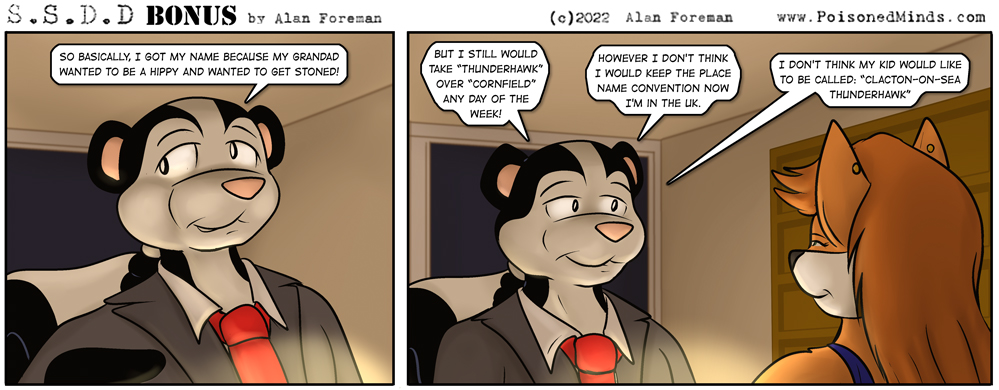 S.S.D.D BONUS by Alan Foreman (c)2022 Alan Foreman www.PoisonedMinds.com
SO BASICALLY, I GOT MY NAME BECAUSE MY GRANDAD
WANTED TO BE A HIPPY AND WANTED TO GET STONED!
BUT I STILL WOULD
TAKE "THUNDERHAWK"
OVER "CORNFIELD"
ANY DAY OF THE
WEEK!
HOWEVER I DON'T THINK
I WOULD KEEP THE PLACE
NAME CONVENTION NOW
I'M IN THE UK.
I DON'T THINK MY KID WOULD LIKE
TO BE CALLED: "CLACTON-ON-SEA
THUNDERHAWK"